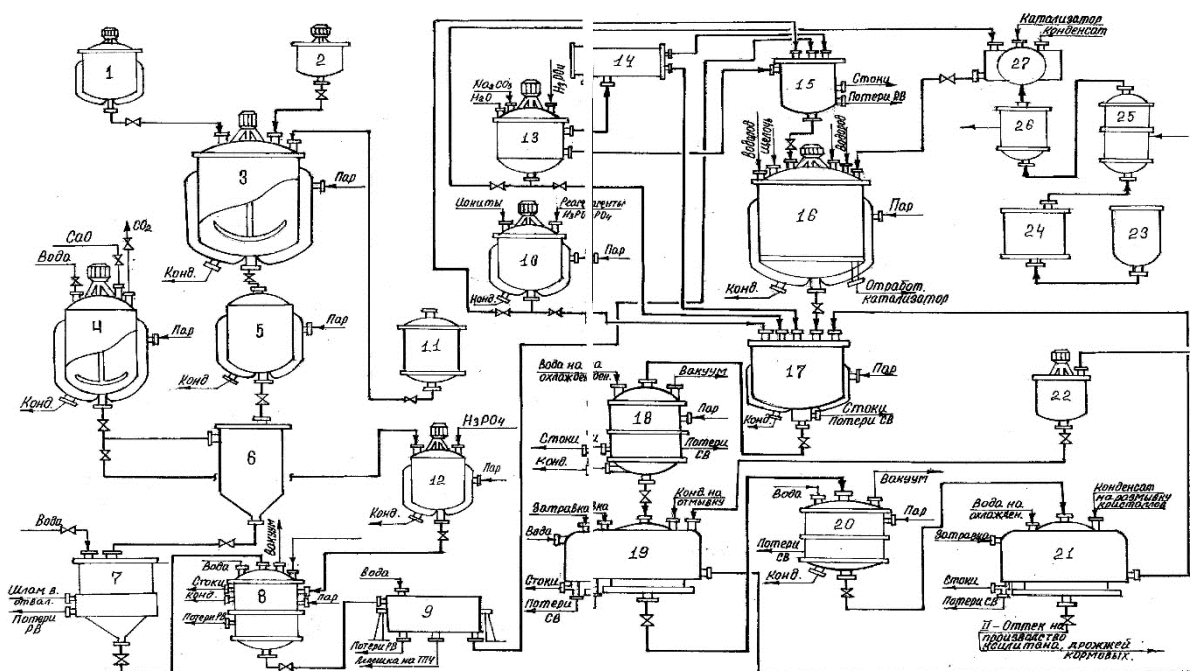 Катализатор
конденсат
1
2
14
27
15
Стоки
Потери РВ
Na₂CO₃
H₂O
H₃PO₄
13
26
25
3
Пар
Водород
Щелочь
Водород
16
Пар
CO₂
CaO
Вода
Иониты
Реагенты
10
Пар
24
23
Конд.
Конд.
Конд.
Отработ.
катализатор
4
Пар
5
Пар
11
17
Пар
Вода на
охлажден.
Вакуум
22
Конд.
Конд
18
Пар
Конд.
Стоки
Потери СВ
6
H₃PO₄
Стоки
Потери
СВ
Конд.
12
Пар
Вакуум
Вода
Конд.
Затравка
Конд. на
отмывку
Вода
20
Пар
Вода на
охлажден.
Конденсат
на размывку
кристаллов
Вакуум
Вода
19
Затравка
21
7
Вода
Потери
СВ
Шлам в.
отвал.
Потери
РВ
Стоки
Конд.
8
Пар
Потери РВ
Вода
9
Стоки
Потери
СВ
Конд.
Стоки
Потери СВ
Потери РВ
Лепешка на ТПЧ
II-Оттек на
производство
ксилитана, дрожжей
кормовых.